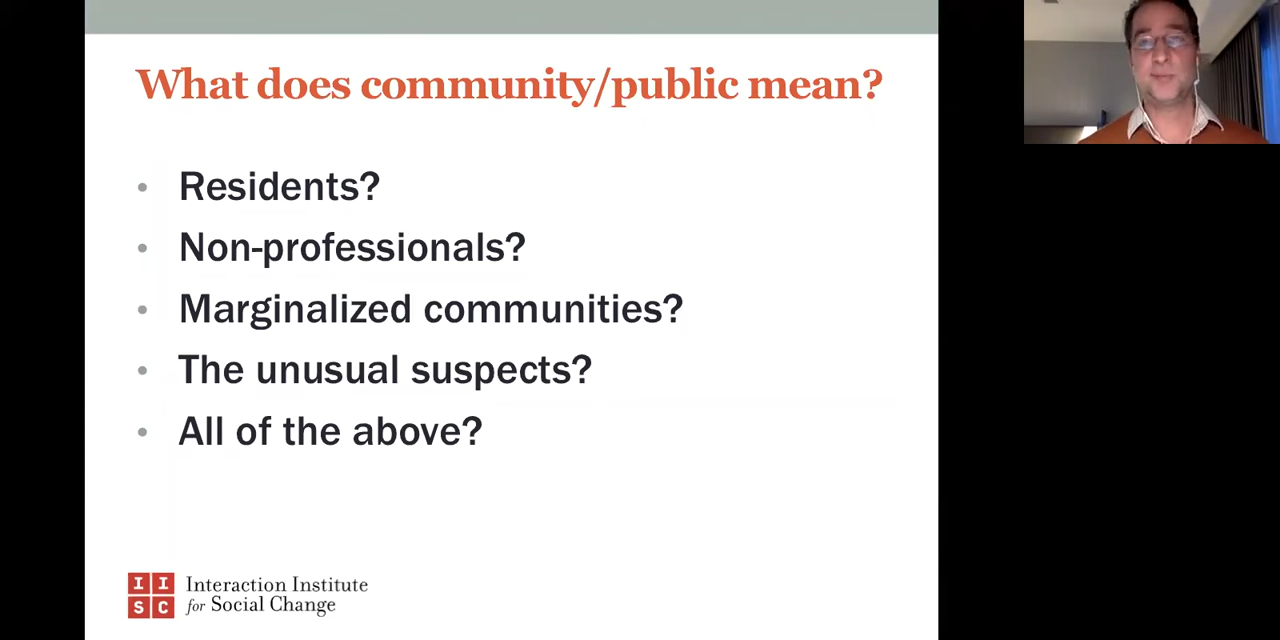 What does community/public mean?
• Residents?
• Non-professionals?
• Marginalized communities?
• The unusual suspects?
• All of the above?
I I
S C
Interaction Institute
for Social Change